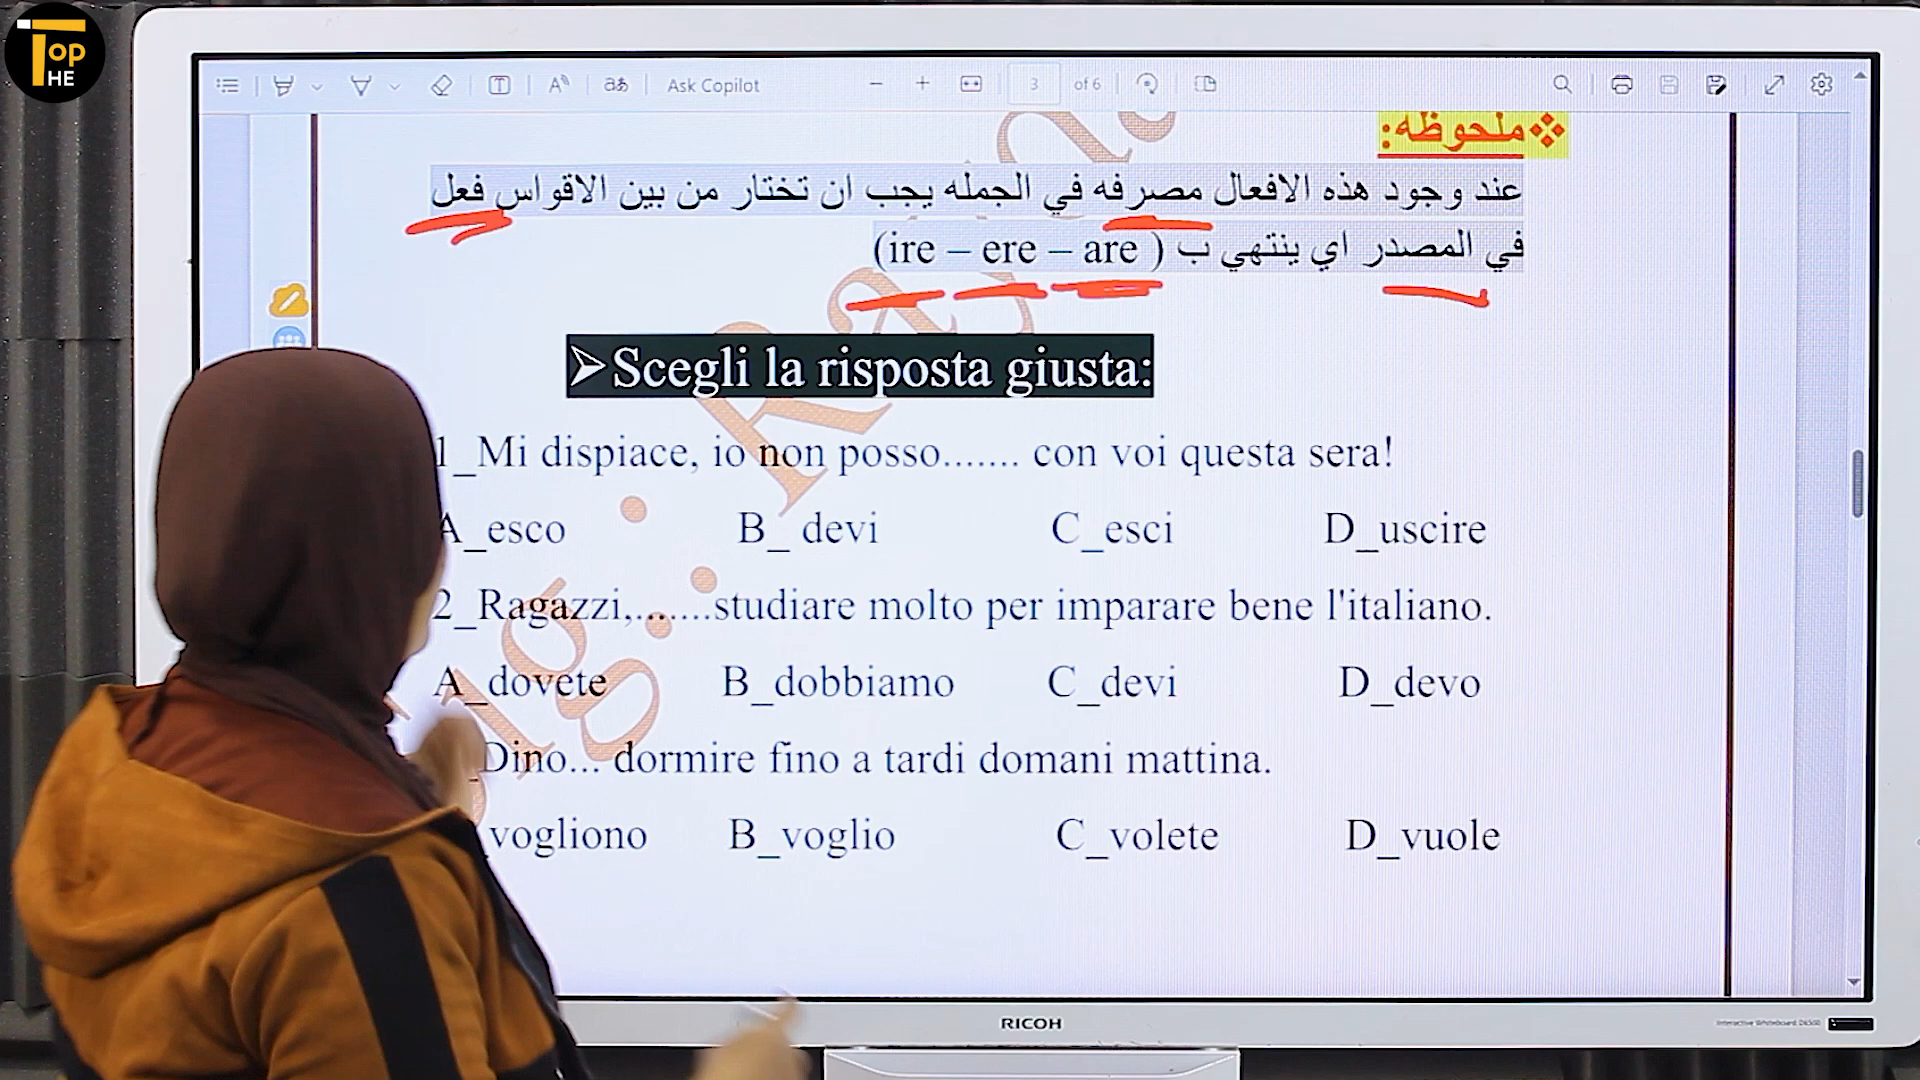 TOP
THE
Ask Copilot
3 of 6
❖ملحوظه:
عند وجود هذه الافعال مصرفه في الجمله يجب ان تختار من بين الاقواس فعل
في المصدر اي ينتهي ب ( ire – ere – are)
➢Scegli la risposta giusta:
1_Mi dispiace, io non posso....... con voi questa sera!
A_esco B_ devi C_esci D_uscire
2_Ragazzi,.......studiare molto per imparare bene l'italiano.
A_dovete B_dobbiamo C_devi D_devo
_Dino... dormire fino a tardi domani mattina.
_vogliono B_voglio C_volete D_vuole
RICOH